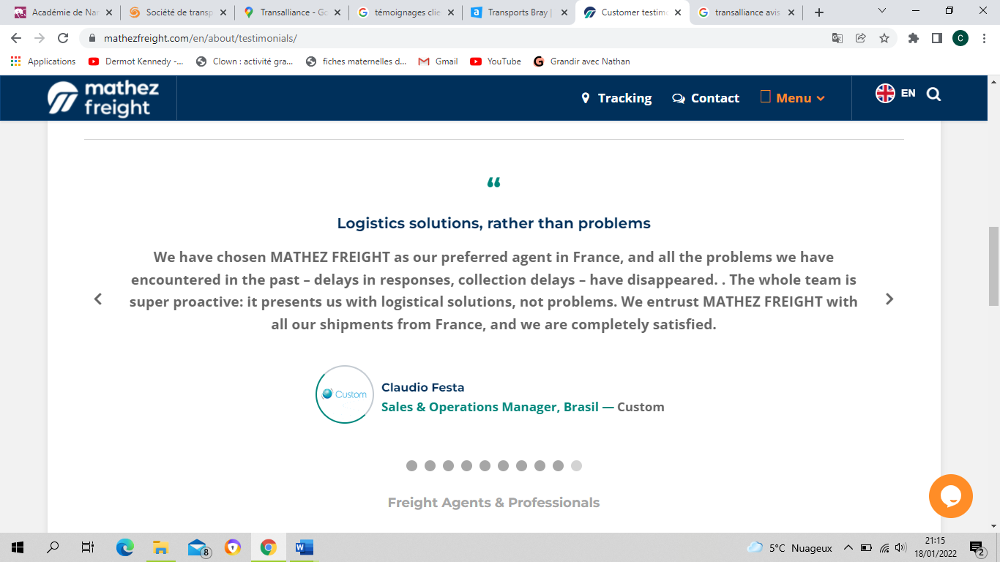 Académie de Nan
Société de transp
Transalliance - Go
témoignages clie
Transports Bray |
Customer testimo
transalliance avis
mathezfreight.com/en/about/testimonials/
C
Applications
Dermot Kennedy -...
Clown : activité gra...
fiches maternelles d...
Gmail
YouTube
Grandir avec Nathan
mathez
freight
Tracking
Contact
Menu
EN
“
Logistics solutions, rather than problems
We have chosen MATHEZ FREIGHT as our preferred agent in France, and all the problems we have
encountered in the past – delays in responses, collection delays – have disappeared. . The whole team is
super proactive: it presents us with logistical solutions, not problems. We entrust MATHEZ FREIGHT with
all our shipments from France, and we are completely satisfied.
Custom
Claudio Festa
Sales & Operations Manager, Brasil — Custom
Freight Agents & Professionals
8
5°C Nuageux
21:15
18/01/2022
2